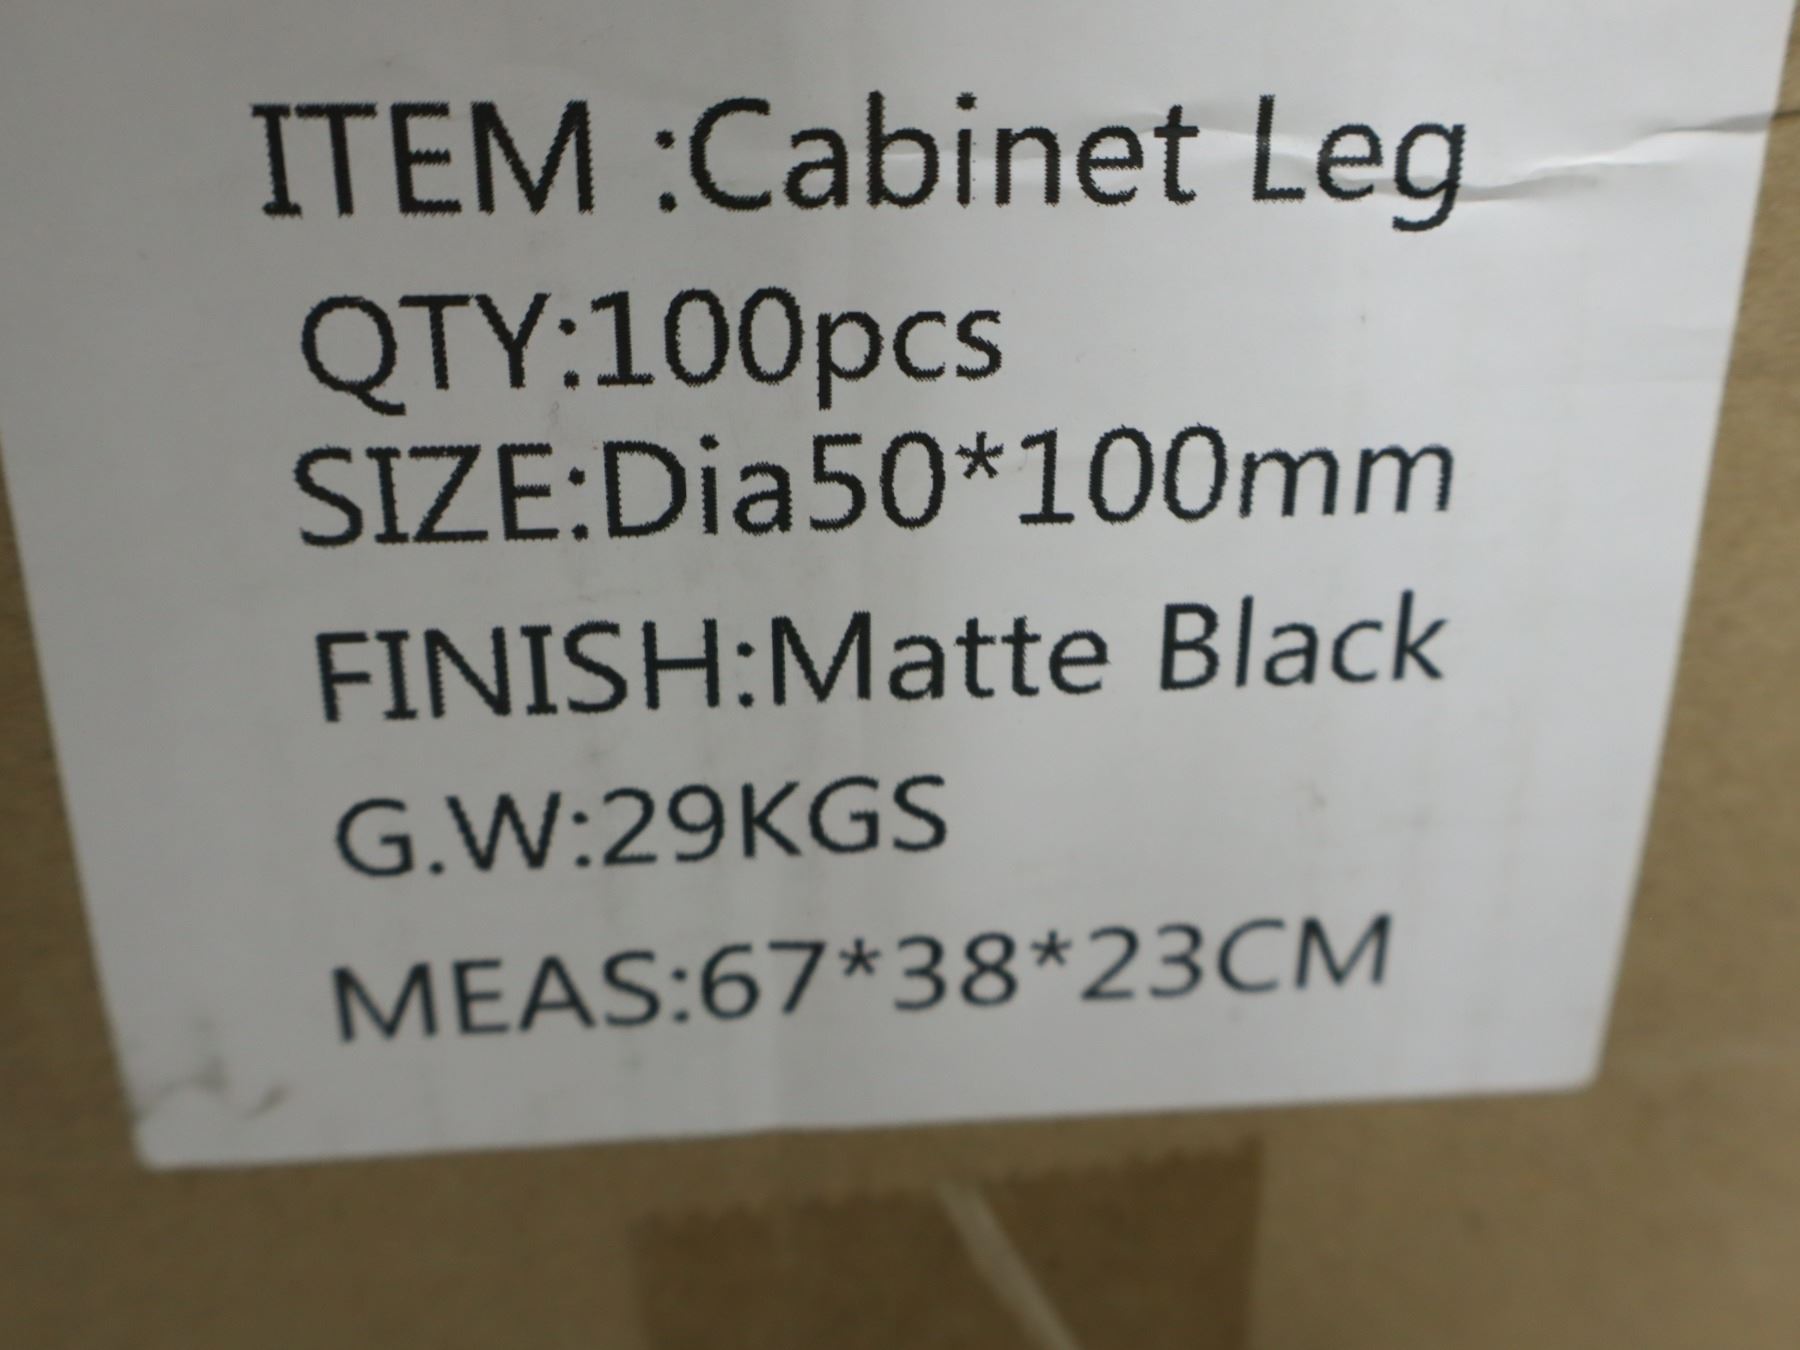 ITEM :Cabinet Leg
QTY:100pcs
SIZE:Dia50*100mm
FINISH:Matte Black
G.W:29KGS
MEAS:67*38*23CM